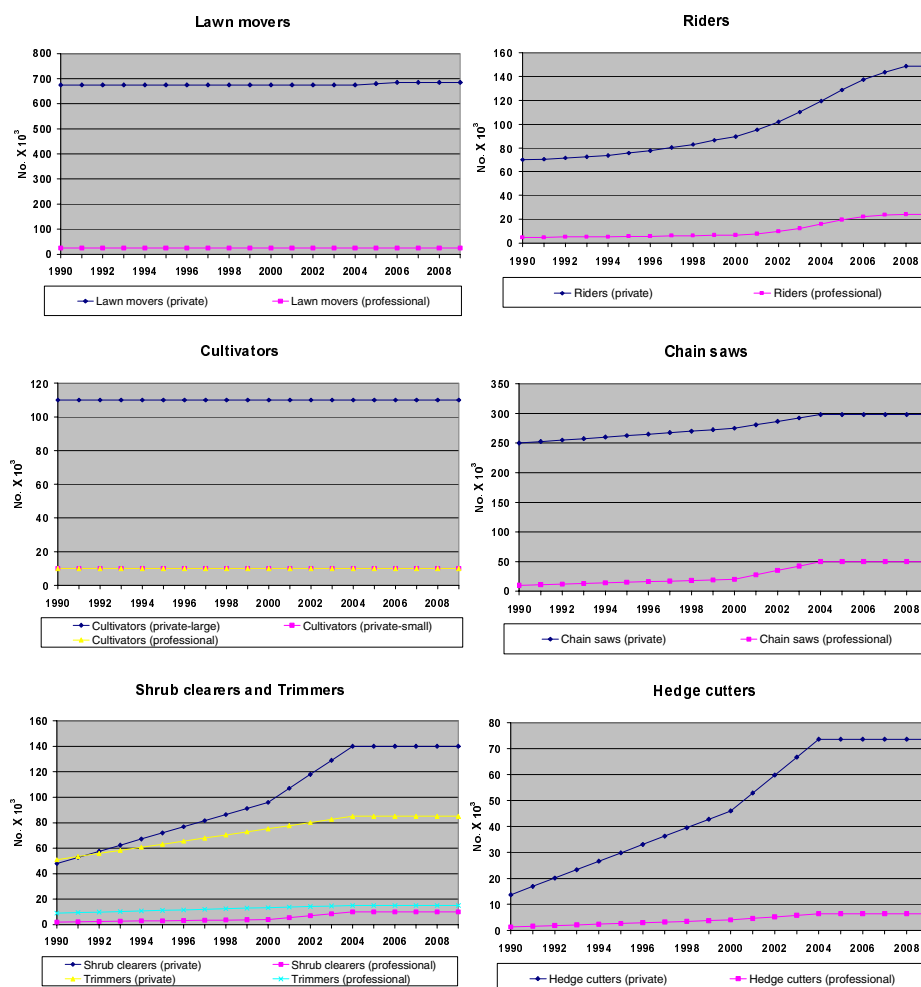 Lawn movers
800
700
600
500
400
300
200
100
0
No. X 10³
1990 1992 1994 1996 1998 2000 2002 2004 2006 2008
Lawn movers (private) Lawn movers (professional)
Riders
160
140
120
100
80
60
40
20
0
No. X 10³
1990 1992 1994 1996 1998 2000 2002 2004 2006 2008
Riders (private) Riders (professional)
Cultivators
120
100
80
60
40
20
0
No. X 10³
1990 1992 1994 1996 1998 2000 2002 2004 2006 2008
Cultivators (private-large) Cultivators (private-small)
Cultivators (professional)
Chain saws
350
300
250
200
150
100
50
0
No. X 10³
1990 1992 1994 1996 1998 2000 2002 2004 2006 2008
Chain saws (private) Chain saws (professional)
Shrub clearers and Trimmers
160
140
120
100
80
60
40
20
0
No. X 10³
1990 1992 1994 1996 1998 2000 2002 2004 2006 2008
Shrub clearers (private) Shrub clearers (professional)
Trimmers (private) Trimmers (professional)
Hedge cutters
80
70
60
50
40
30
20
10
0
No. X 10³
1990 1992 1994 1996 1998 2000 2002 2004 2006 2008
Hedge cutters (private) Hedge cutters (professional)